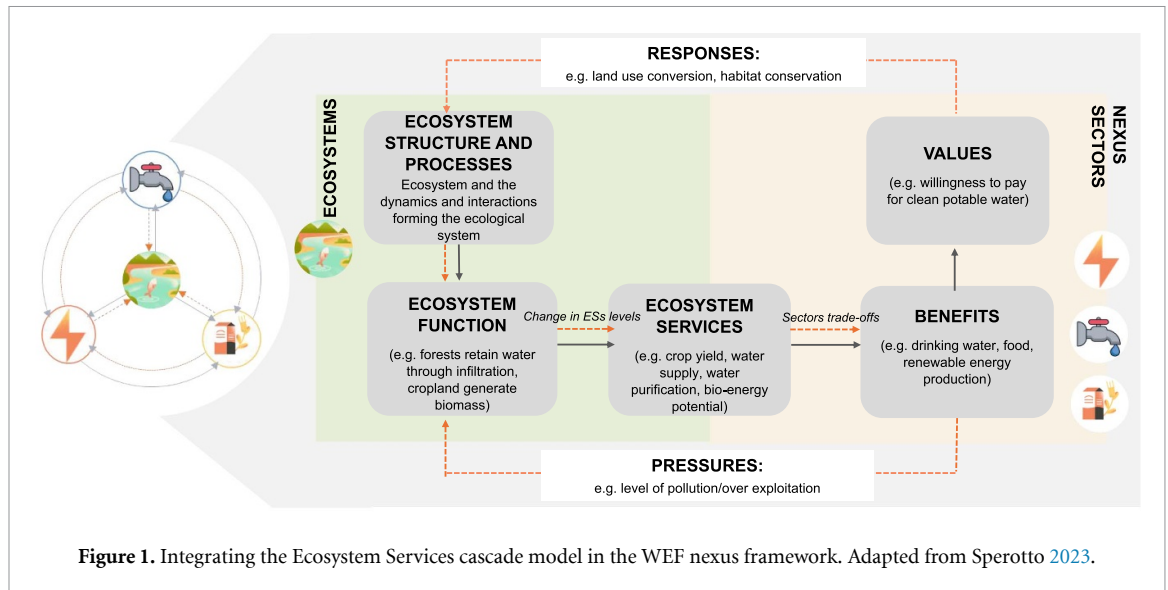 RESPONSES:
e.g. land use conversion, habitat conservation
ECOSYSTEMS
ECOSYSTEM
STRUCTURE AND
PROCESSES
Ecosystem and the
dynamics and interactions
forming the ecological
system
VALUES
(e.g. willingness to pay
for clean potable water)
NEXUS
SECTORS
ECOSYSTEM
FUNCTION
(e.g. forests retain water
through infiltration,
cropland generate
biomass)
Change in ESs levels
ECOSYSTEM
SERVICES
(e.g. crop yield, water
supply, water
purification, bio-energy
potential)
Sectors trade-offs
BENEFITS
(e.g. drinking water, food,
renewable energy
production)
PRESSURES:
e.g. level of pollution/over exploitation
Figure 1. Integrating the Ecosystem Services cascade model in the WEF nexus framework. Adapted from Sperotto 2023.